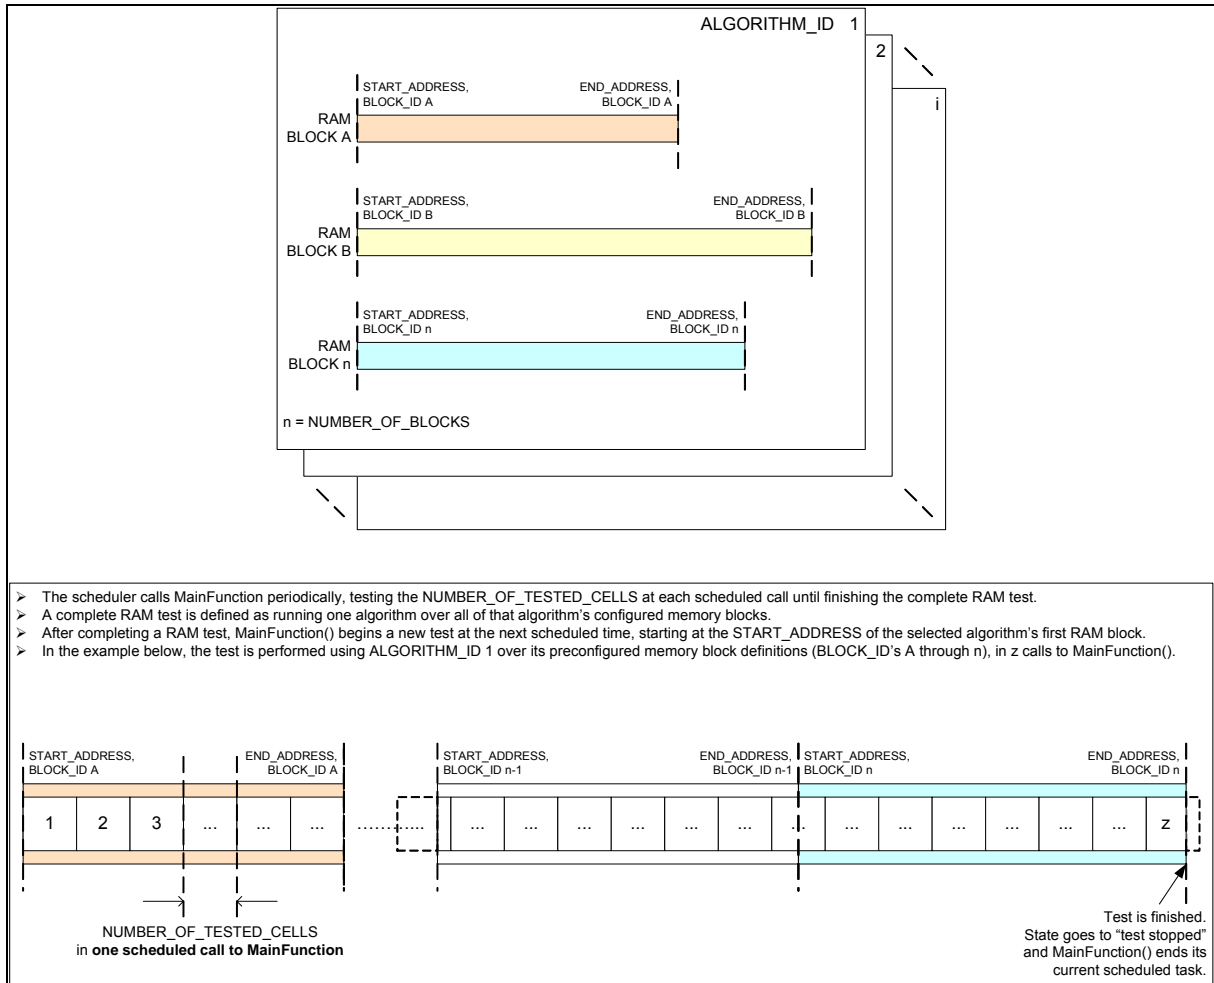 ALGORITHM_ID 1
2
i
START_ADDRESS,
BLOCK_ID A
END_ADDRESS,
BLOCK_ID A
RAM
BLOCK A
START_ADDRESS,
BLOCK_ID B
END_ADDRESS,
BLOCK_ID B
RAM
BLOCK B
START_ADDRESS,
BLOCK_ID n
END_ADDRESS,
BLOCK_ID n
RAM
BLOCK n
n = NUMBER_OF_BLOCKS
➢ The scheduler calls MainFunction periodically, testing the NUMBER_OF_TESTED_CELLS at each scheduled call until finishing the complete RAM test.
➢ A complete RAM test is defined as running one algorithm over all of that algorithm's configured memory blocks.
➢ After completing a RAM test, MainFunction() begins a new test at the next scheduled time, starting at the START_ADDRESS of the selected algorithm's first RAM block.
➢ In the example below, the test is performed using ALGORITHM_ID 1 over its preconfigured memory block definitions (BLOCK_ID's A through n), in z calls to MainFunction().
START_ADDRESS,
BLOCK_ID A
END_ADDRESS,
BLOCK_ID A
START_ADDRESS,
BLOCK_ID n-1
END_ADDRESS,
BLOCK_ID n-1
START_ADDRESS,
BLOCK_ID n
END_ADDRESS,
BLOCK_ID n
1 2 3 ... ... ... ............... ... ... ... ... ... ... ... ... ... ... ... ... ... z
NUMBER_OF_TESTED_CELLS
in one scheduled call to MainFunction
Test is finished.
State goes to “test stopped”
and MainFunction() ends its
current scheduled task.